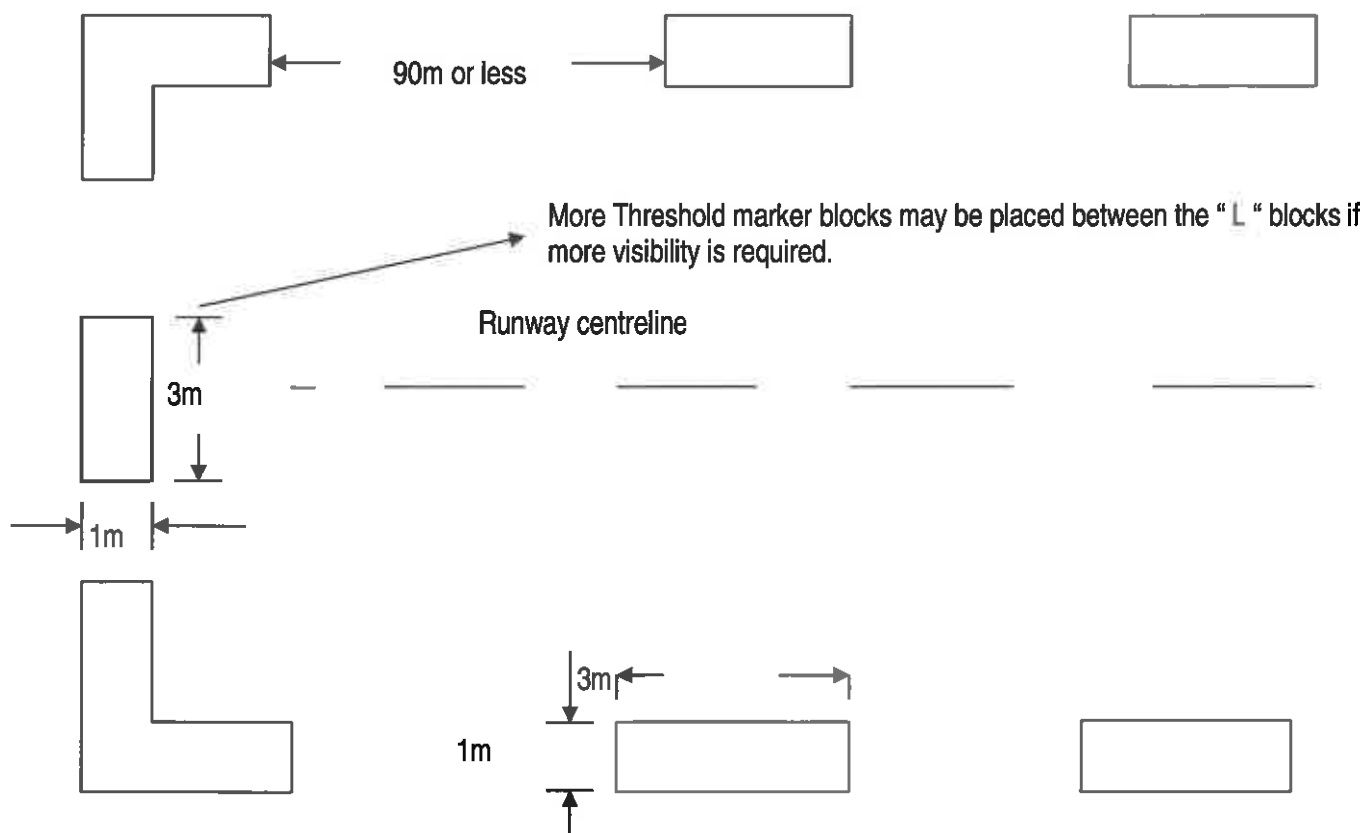 90m or less
More Threshold marker blocks may be placed between the “ L “ blocks if
more visibility is required.
Runway centreline
3m
1m
3m
1m